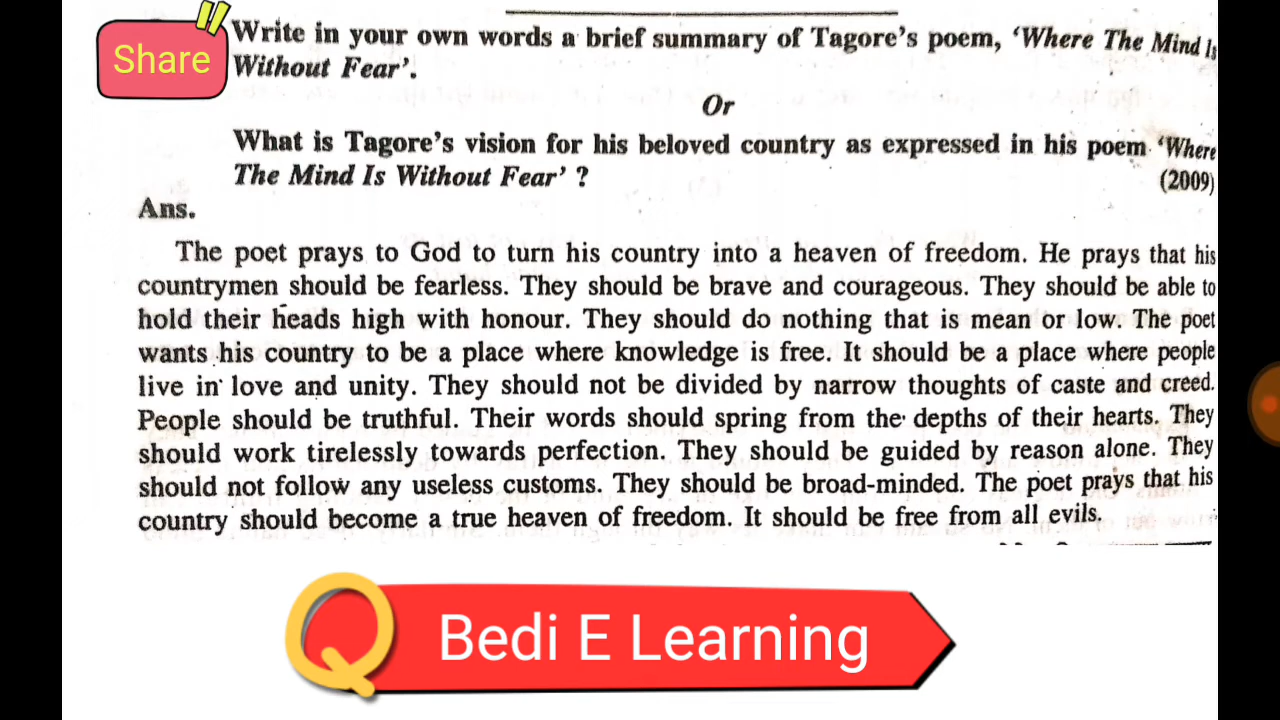 Share
Write in your own words a brief summary of Tagore's poem, 'Where The Mind Is
Without Fear'.
Or
What is Tagore's vision for his beloved country as expressed in his poem 'Where
The Mind Is Without Fear' ?
(2009)
Ans.
The poet prays to God to turn his country into a heaven of freedom. He prays that his
countrymen should be fearless. They should be brave and courageous. They should be able to
hold their heads high with honour. They should do nothing that is mean or low. The poet
wants his country to be a place where knowledge is free. It should be a place where people
live in love and unity. They should not be divided by narrow thoughts of caste and creed.
People should be truthful. Their words should spring from the depths of their hearts. They
should work tirelessly towards perfection. They should be guided by reason alone. They
should not follow any useless customs. They should be broad-minded. The poet prays that his
country should become a true heaven of freedom. It should be free from all evils.
Q
Bedi E Learning